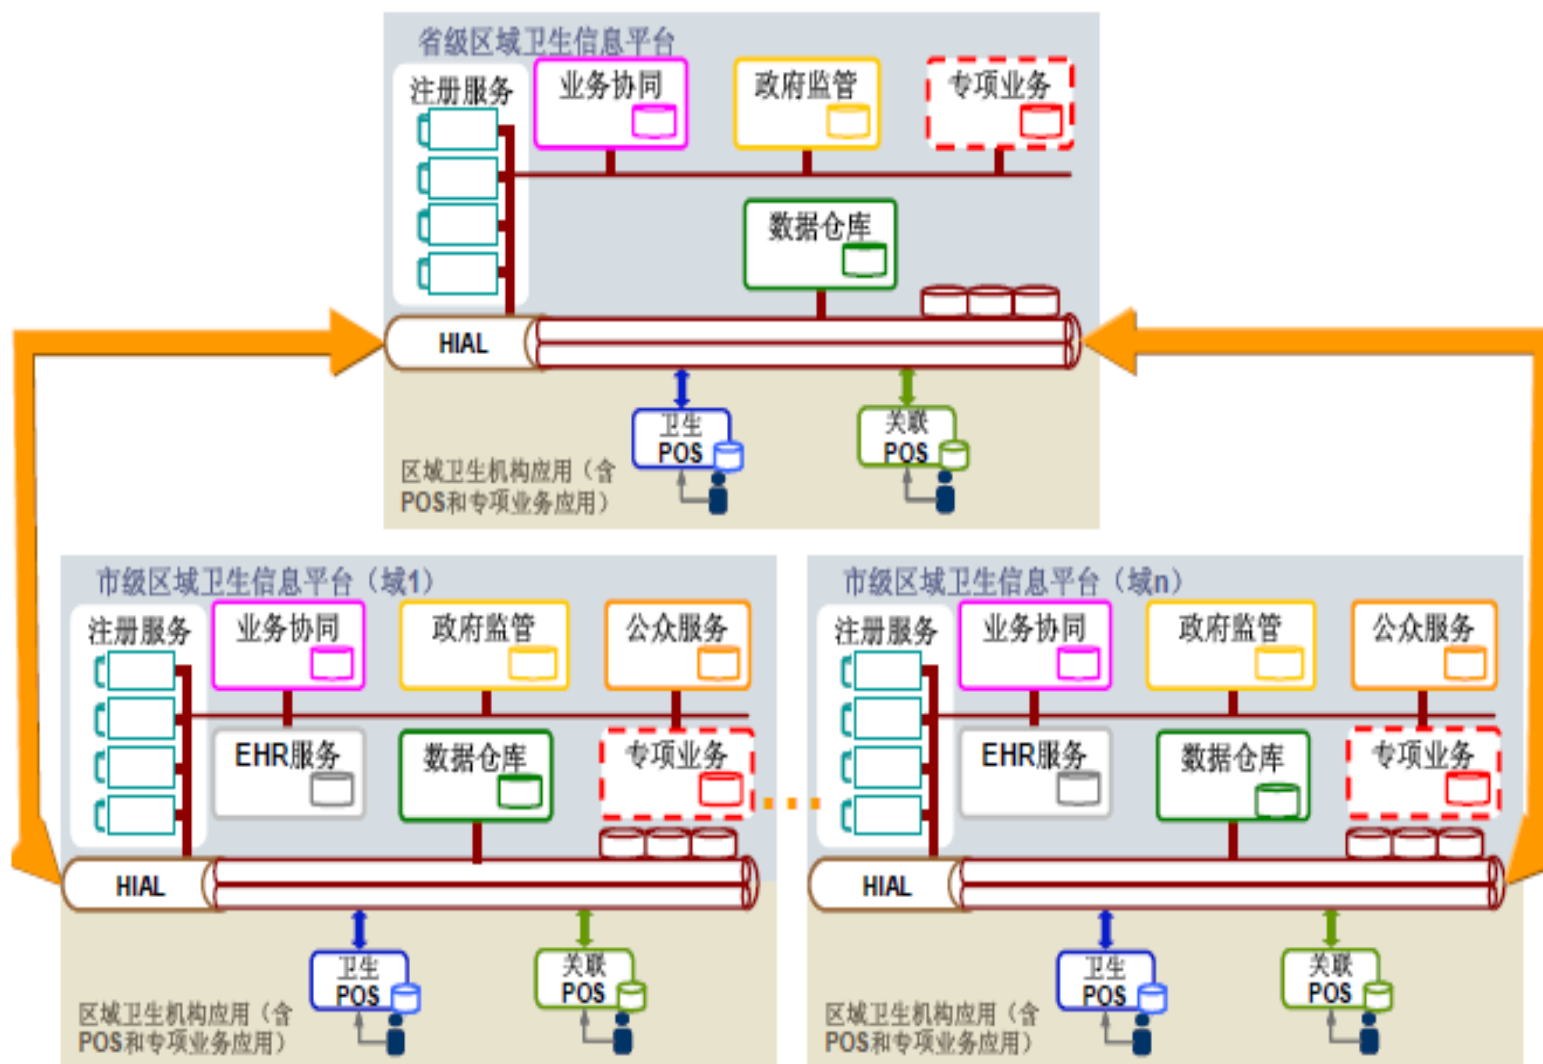 省级区域卫生信息平台
注册服务
业务协同
政府监管
专项业务
数据仓库
HIAL
卫生
POS
关联
POS
区域卫生机构应用（含
POS和专项业务应用）
市级区域卫生信息平台（域1）
注册服务
业务协同
政府监管
公众服务
EHR服务
数据仓库
专项业务
HIAL
卫生
POS
关联
POS
区域卫生机构应用（含
POS和专项业务应用）
市级区域卫生信息平台（域n）
注册服务
业务协同
政府监管
公众服务
EHR服务
数据仓库
专项业务
HIAL
卫生
POS
关联
POS
区域卫生机构应用（含
POS和专项业务应用）